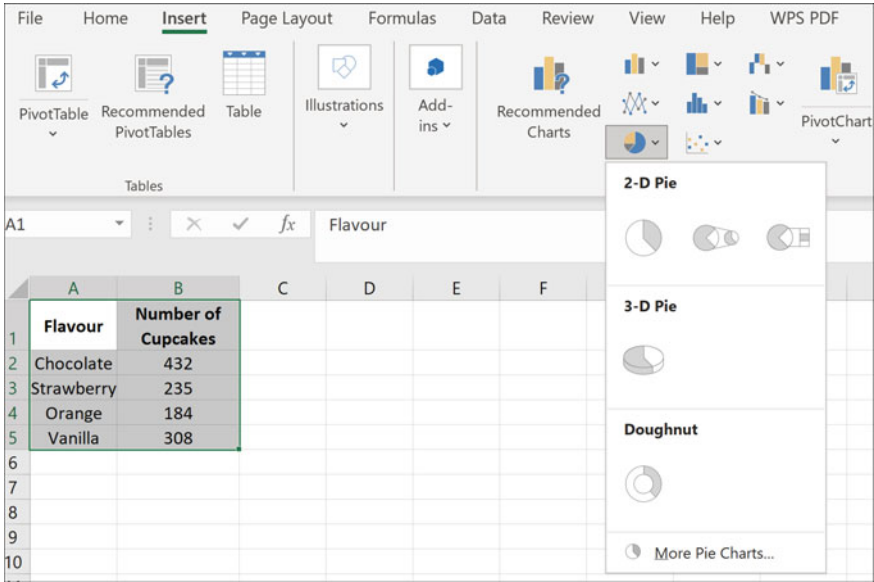 File Home Insert Page Layout Formulas Data Review View Help WPS PDF
PivotTable
Recommended
PivotTables
Table
Illustrations
Add-
ins
Recommended
Charts
PivotChart
Tables
A1 fx Flavour
A B C D E F
1 Flavour Number of
Cupcakes
2 Chocolate 432
3 Strawberry 235
4 Orange 184
5 Vanilla 308
6
7
8
9
10
2-D Pie
3-D Pie
Doughnut
More Pie Charts...